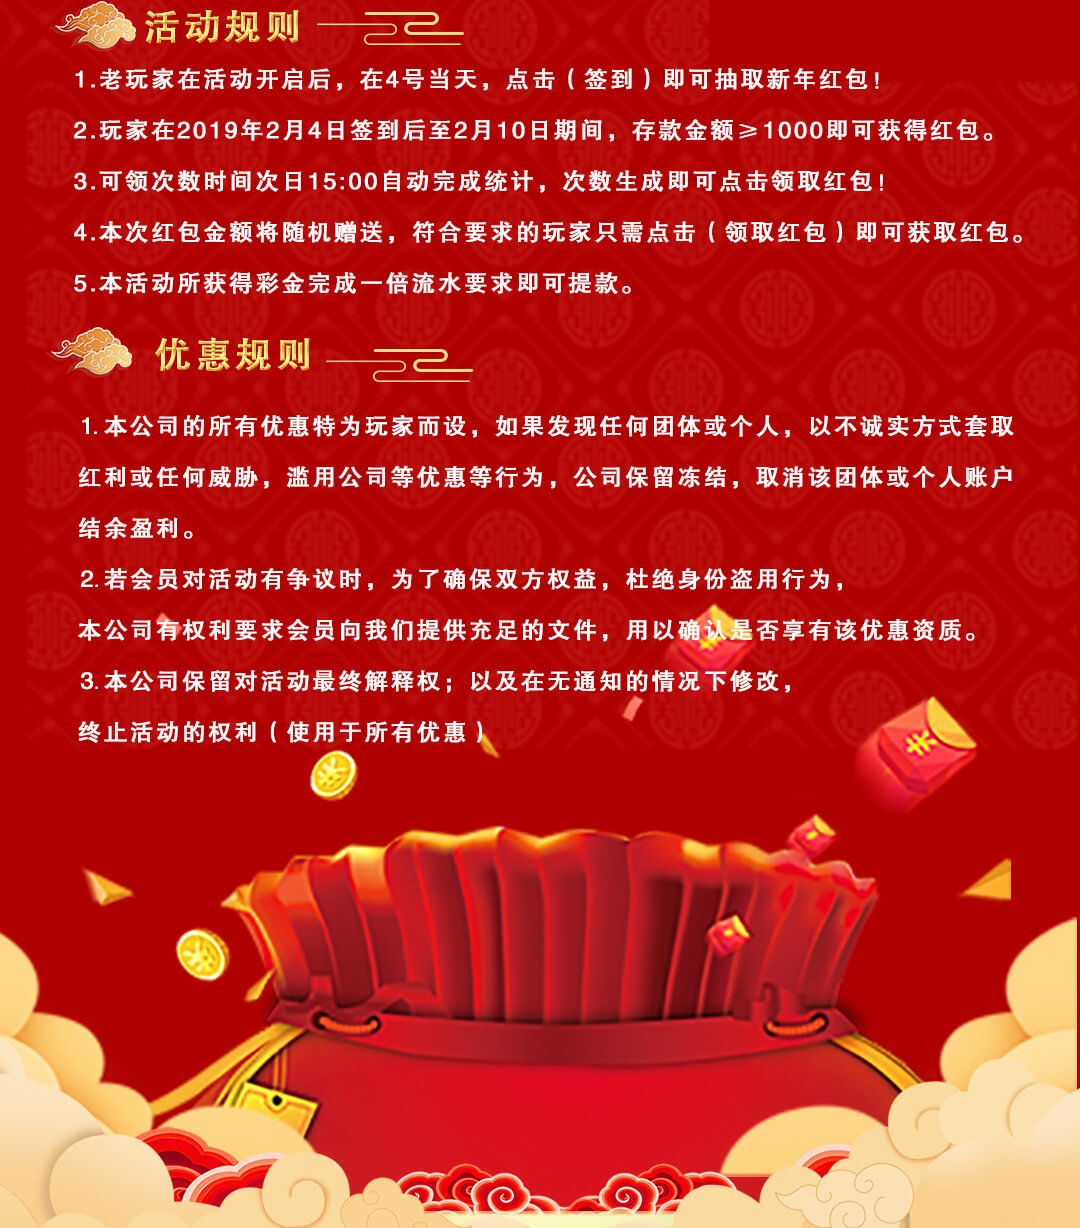 活动规则
1.老玩家在活动开启后，在4号当天，点击（签到）即可抽取新年红包！
2.玩家在2019年2月4日签到后至2月10日期间，存款金额≥1000即可获得红包。
3.可领次数时间次日15:00自动完成统计，次数生成即可点击领取红包！
4.本次红包金额将随机赠送，符合要求的玩家只需点击（领取红包）即可获取红包。
5.本活动所获得彩金完成一倍流水要求即可提款。
优惠规则
1.本公司的所有优惠特为玩家而设，如果发现任何团体或个人，以不诚实方式套取
红利或任何威胁，滥用公司等优惠等行为，公司保留冻结，取消该团体或个人账户
结余盈利。
2.若会员对活动有争议时，为了确保双方权益，杜绝身份盗用行为，
本公司有权利要求会员向我们提供充足的文件，用以确认是否享有该优惠资质。
3.本公司保留对活动最终解释权；以及在无通知的情况下修改，
终止活动的权利（使用于所有优惠）